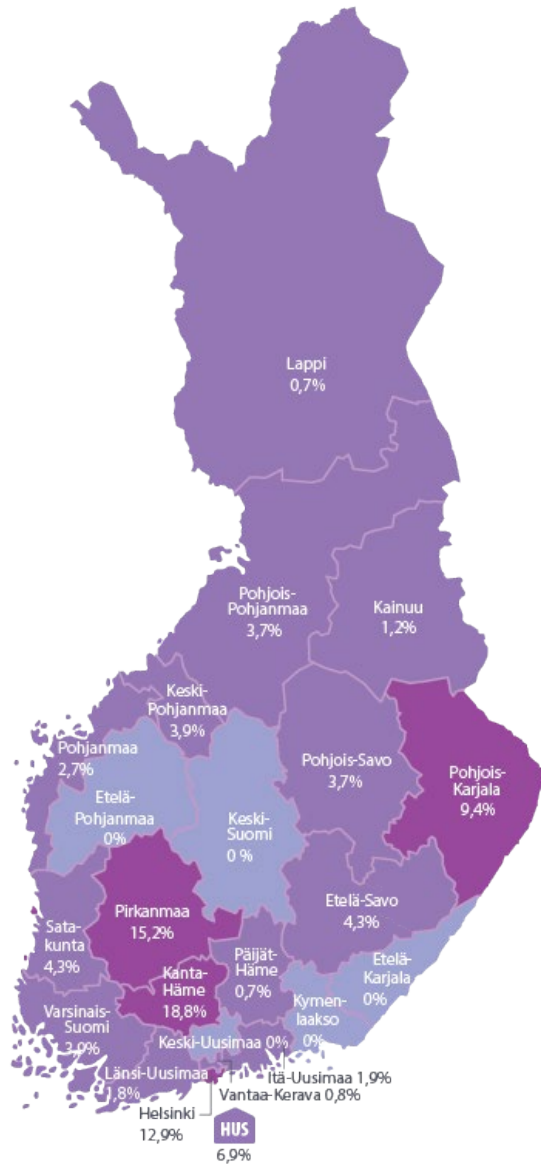 Lappi
0,7%
Pohjois-
Pohjanmaa
3,7%
Kainuu
1,2%
Keski-
Pohjanmaa
3,9%
Pohjanmaa
2,7%
Etelä-
Pohjanmaa
0%
Keski-
Suomi
0 %
Pohjois-Savo
3,7%
Pohjois-
Karjala
9,4%
Pirkanmaa
15,2%
Etelä-Savo
4,3%
Sata-
kunta
4,3%
Kanta-
Häme
18,8%
Päijät-
Häme
0,7%
Etelä-
Karjala
0%
Kymen-
laakso
0%
Varsinais-
Suomi
3,9%
Keski-Uusimaa 0%
Länsi-Uusimaa
1,8%
Itä-Uusimaa 1,9%
Vantaa-Kerava 0,8%
Helsinki
12,9%
HUS
6,9%